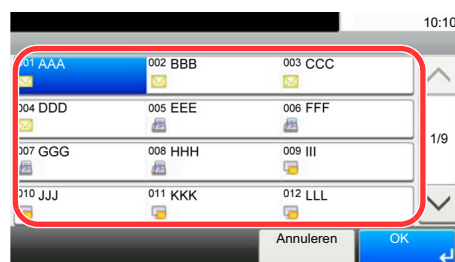 10:10
001 AAA 002 BBB 003 CCC
004 DDD 005 EEE 006 FFF
1/9
007 GGG 008 HHH 009 III
010 JJJ 011 KKK 012 LLL
Annuleren OK